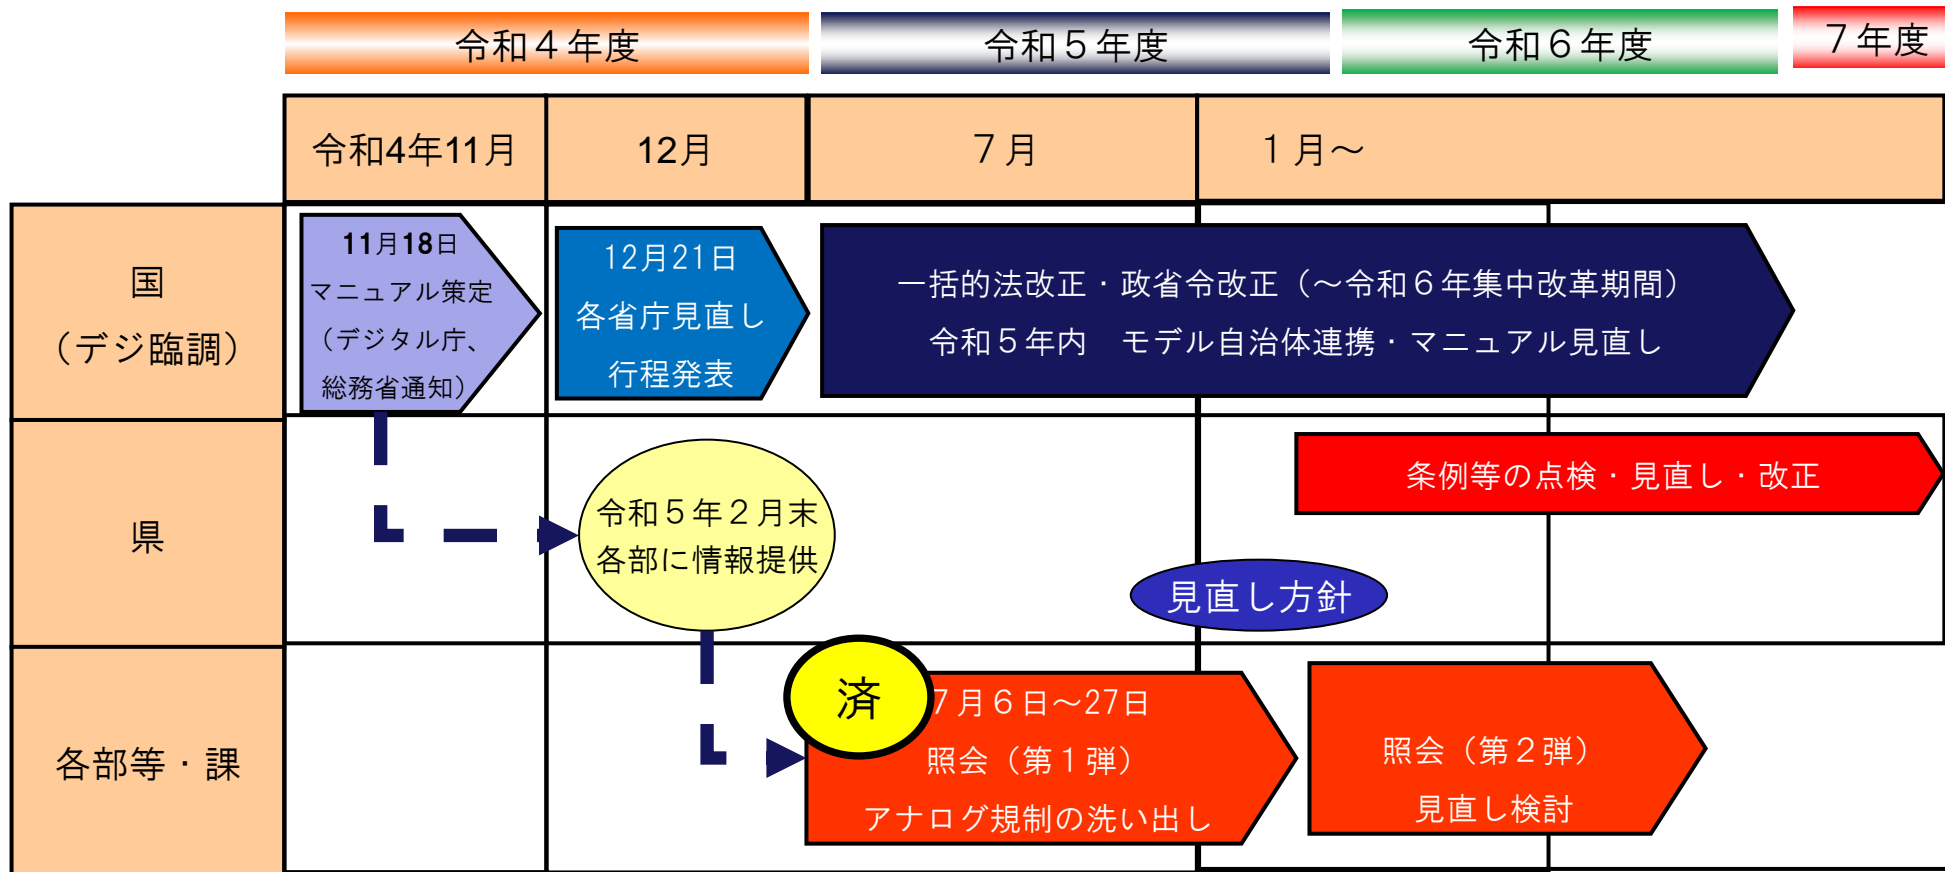 令和４年度
令和５年度
令和６年度
７年度
令和4年11月
12月
７月
１月～
国
（デジ臨調）
11月18日
マニュアル策定
（デジタル庁、
総務省通知）
12月21日
各省庁見直し
行程発表
一括的法改正・政省令改正（～令和６年集中改革期間）
令和５年内　モデル自治体連携・マニュアル見直し
県
令和５年２月末
各部に情報提供
条例等の点検・見直し・改正
見直し方針
各部等・課
済
７月６日～27日
照会（第１弾）
アナログ規制の洗い出し
照会（第２弾）
見直し検討